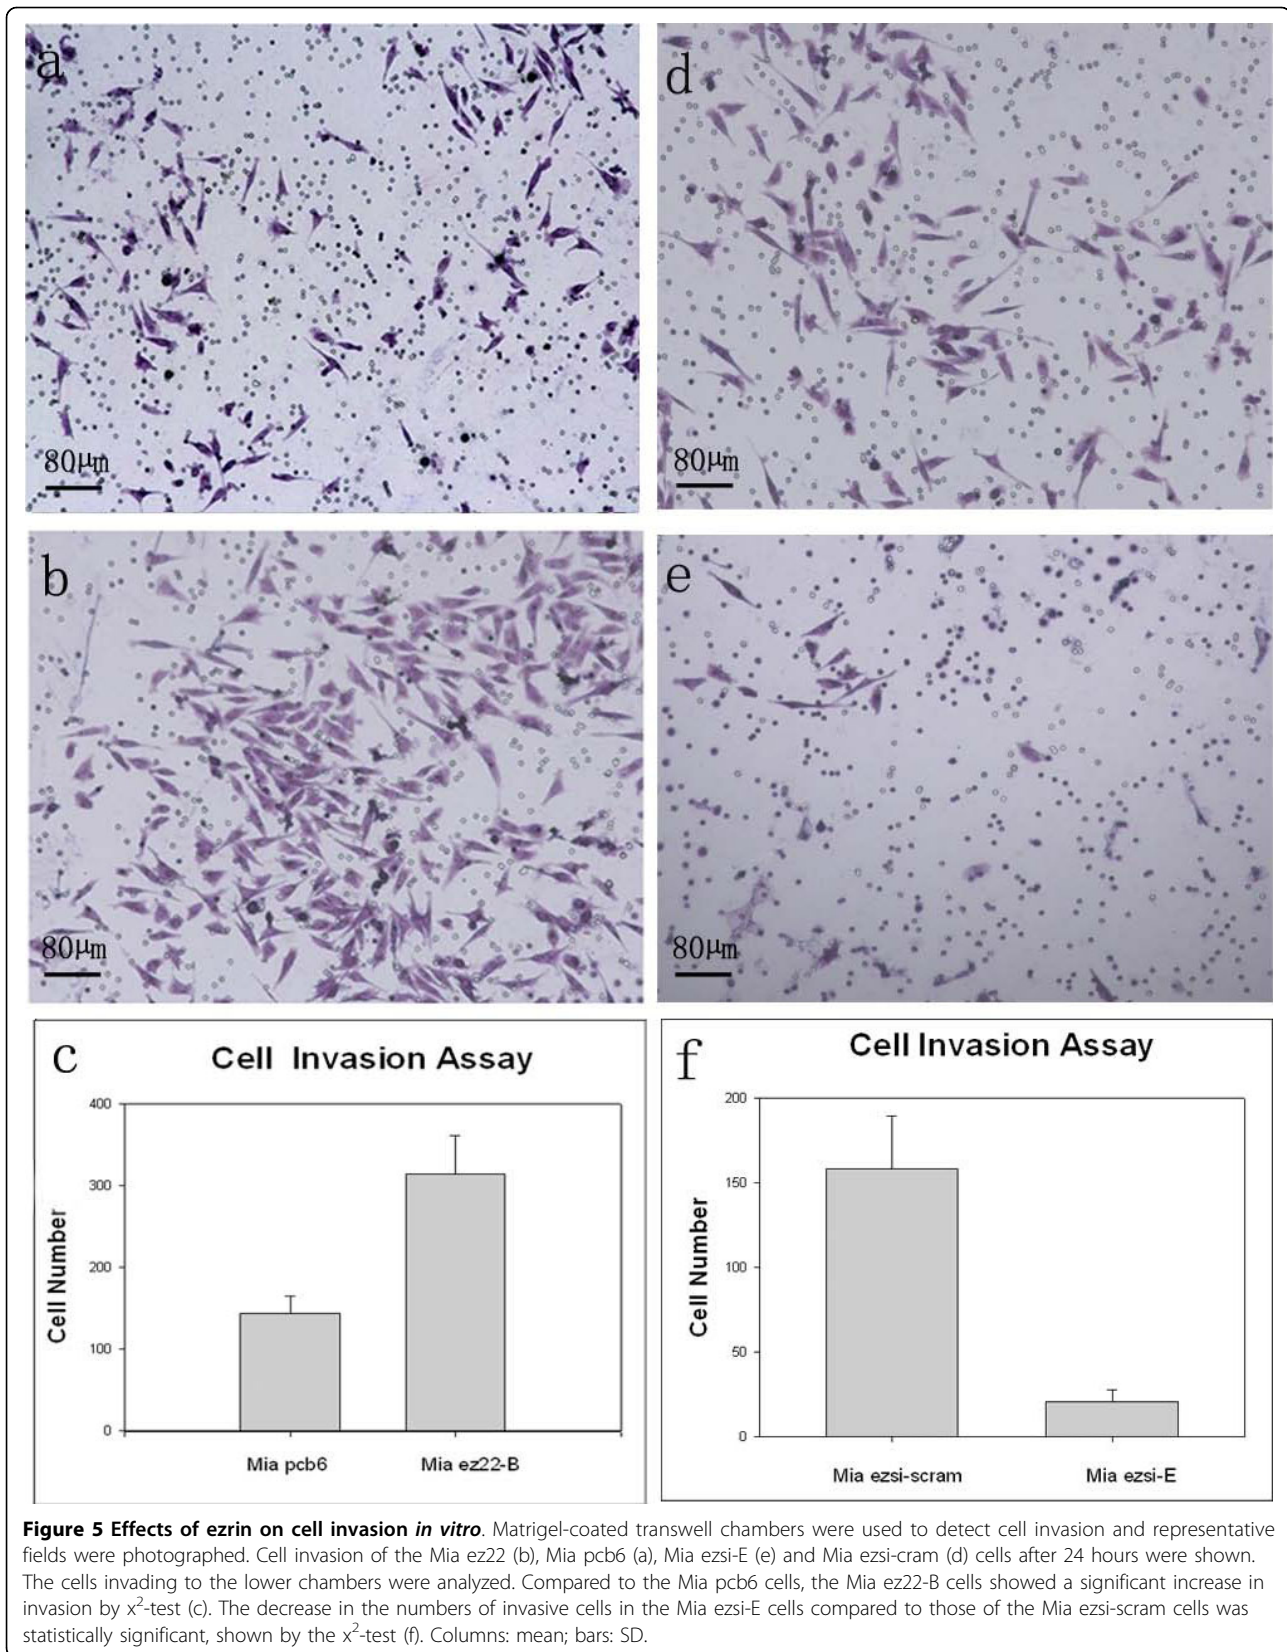 a
80μm
d
80μm
b
80μm
e
80μm
c
Cell Invasion Assay
400
300
200
100
0
Cell Number
Mia pcb6
Mia ez22-B
f
Cell Invasion Assay
200
150
100
50
0
Cell Number
Mia ezsi-scram
Mia ezsi-E
Figure 5 Effects of ezrin on cell invasion in vitro. Matrigel-coated transwell chambers were used to detect cell invasion and representative
fields were photographed. Cell invasion of the Mia ez22 (b), Mia pcb6 (a), Mia ezsi-E (e) and Mia ezsi-cram (d) cells after 24 hours were shown.
The cells invading to the lower chambers were analyzed. Compared to the Mia pcb6 cells, the Mia ez22-B cells showed a significant increase in
invasion by x²-test (c). The decrease in the numbers of invasive cells in the Mia ezsi-E cells compared to those of the Mia ezsi-scram cells was
statistically significant, shown by the x²-test (f). Columns: mean; bars: SD.